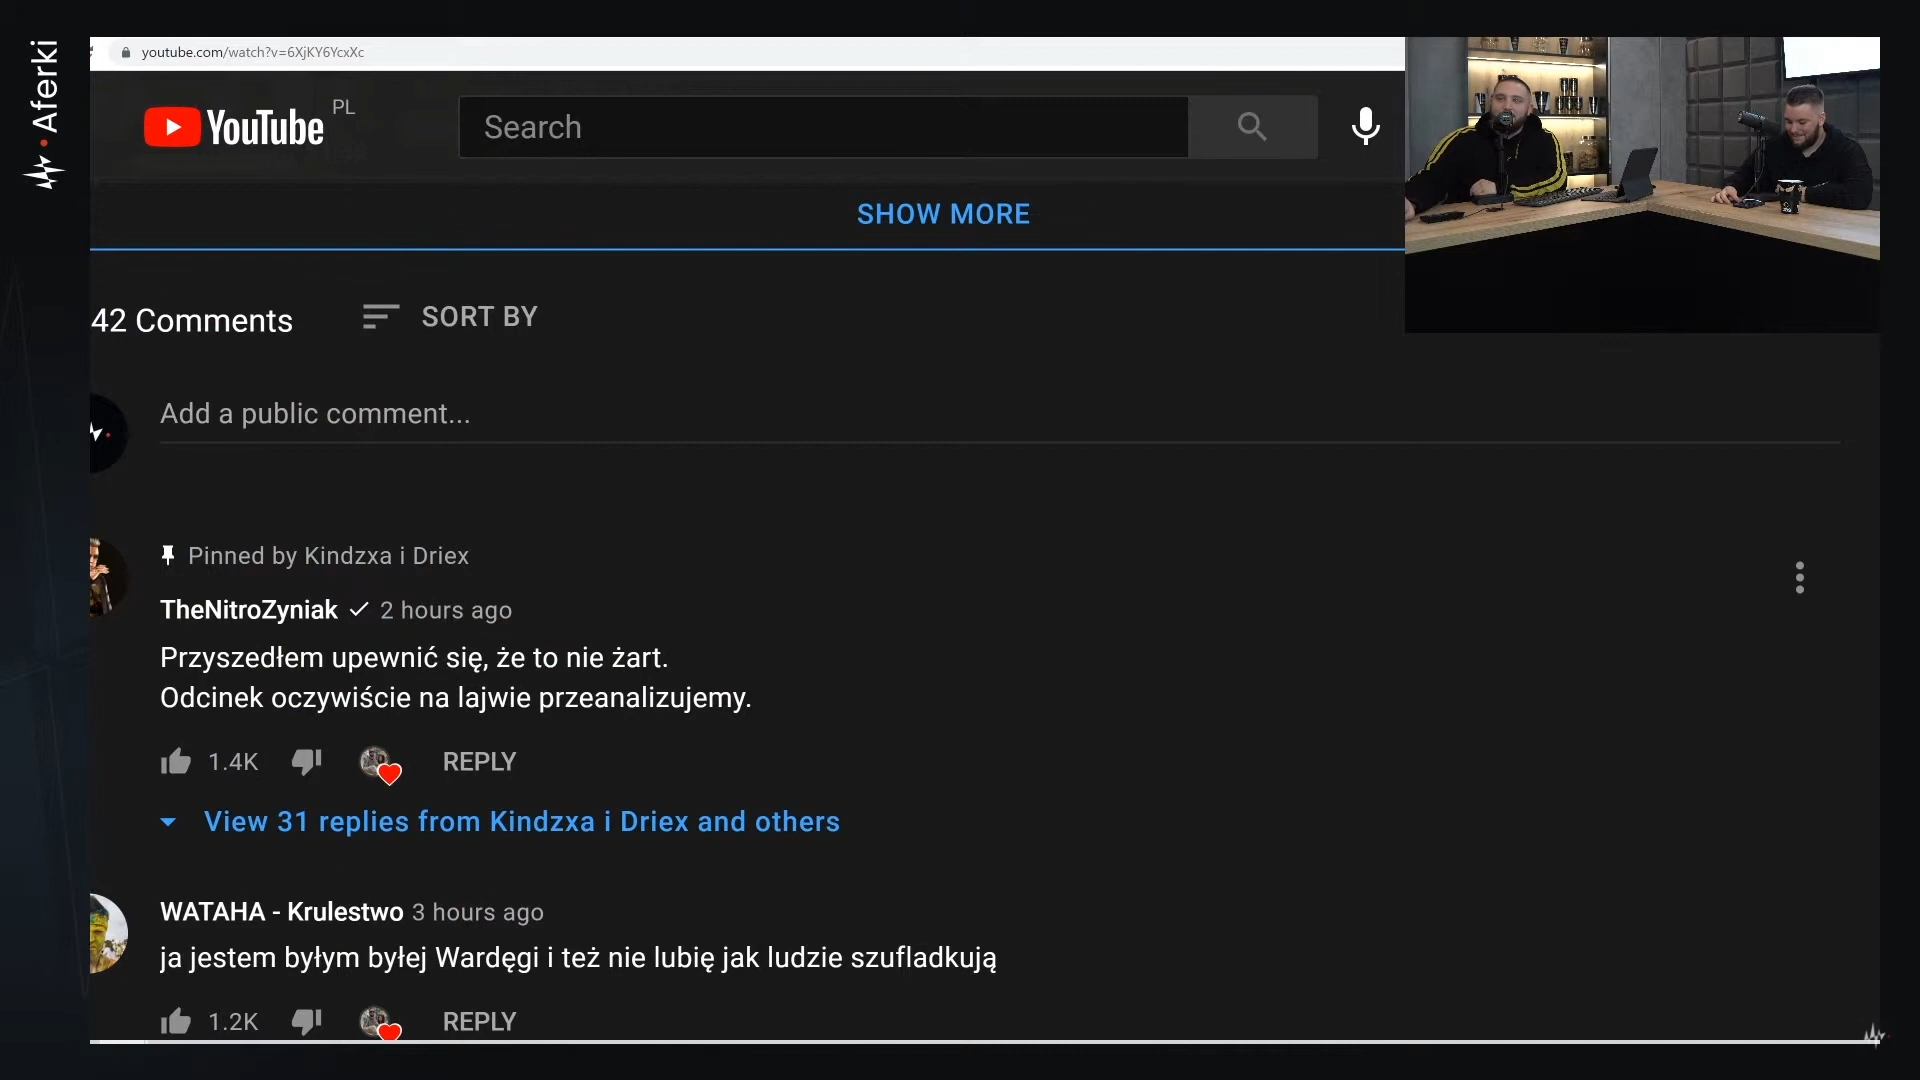 Aferki
youtube.com/watch?v=6XjKY6YcxXc
YouTube PL
Search
SHOW MORE
42 Comments
SORT BY
Add a public comment...
Pinned by Kindzxa i Driex
TheNitroZyniak 2 hours ago
Przyszedłem upewnić się, że to nie żart.
Odcinek oczywiście na lajwie przeanalizujemy.
1.4K REPLY
View 31 replies from Kindzxa i Driex and others
WATAHA - Krulestwo 3 hours ago
ja jestem byłym byłej Wardęgi i też nie lubię jak ludzie szufladkują
1.2K REPLY